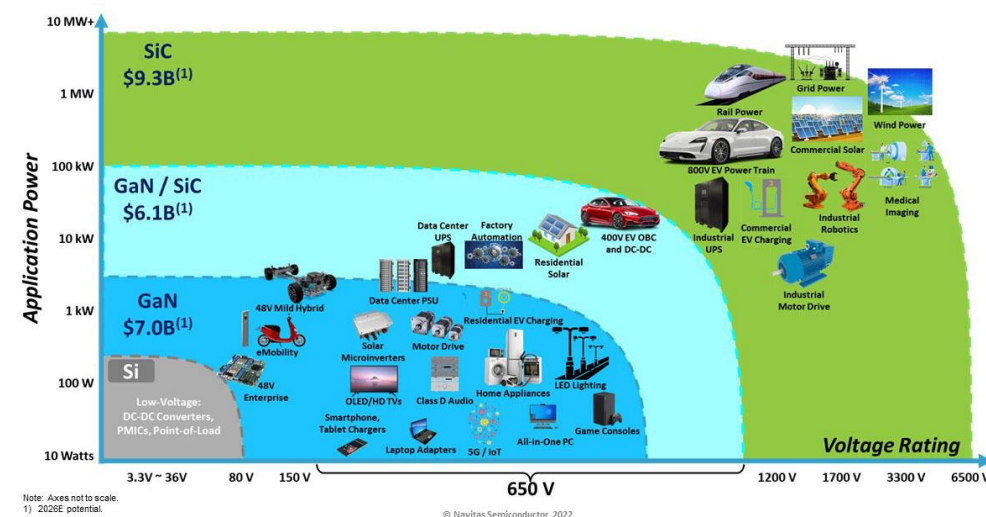 10 MW+
1 MW
100 kW
10 kW
1 kW
100 W
10 Watts
Application Power
SiC
$9.3B(1)
GaN / SiC
$6.1B(1)
GaN
$7.0B(1)
Si
Low-Voltage:
DC-DC Converters,
PMICs, Point-of-Load
Rail Power
Grid Power
Wind Power
Commercial Solar
800V EV Power Train
Medical
Imaging
Industrial
UPS
Commercial
EV Charging
Industrial
Robotics
Industrial
Motor Drive
Data Center
UPS
Factory
Automation
Residential
Solar
400V EV OBC
and DC-DC
48V Mild Hybrid
Data Center PSU
Residential EV Charging
eMobility
Solar
Microinverters
Motor Drive
48V
Enterprise
OLED/HD TVs
Class D Audio
Home Appliances
LED Lighting
Smartphone,
Tablet Chargers
Laptop Adapters
5G / IoT
All-in-One PC
Game Consoles
Voltage Rating
3.3V ~ 36V
80 V
150 V
650 V
1200 V
1700 V
3300 V
6500 V
Note: Axes not to scale.
1) 2026E potential.
© Navitas Semiconductor 2022